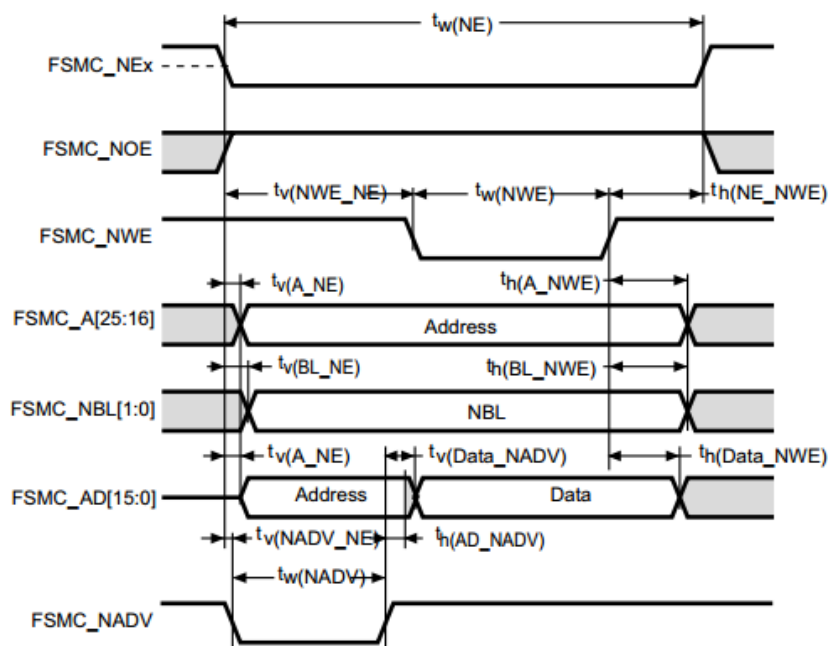 tw(NE)
FSMC_NEx
FSMC_NOE
tv(NWE_NE)
tw(NWE)
th(NE_NWE)
FSMC_NWE
tv(A_NE)
th(A_NWE)
FSMC_A[25:16]
Address
tv(BL_NE)
th(BL_NWE)
FSMC_NBL[1:0]
NBL
tv(A_NE)
tv(Data_NADV)
th(Data_NWE)
FSMC_AD[15:0]
Address
Data
tv(NADV_NE)
th(AD_NADV)
tw(NADV)
FSMC_NADV